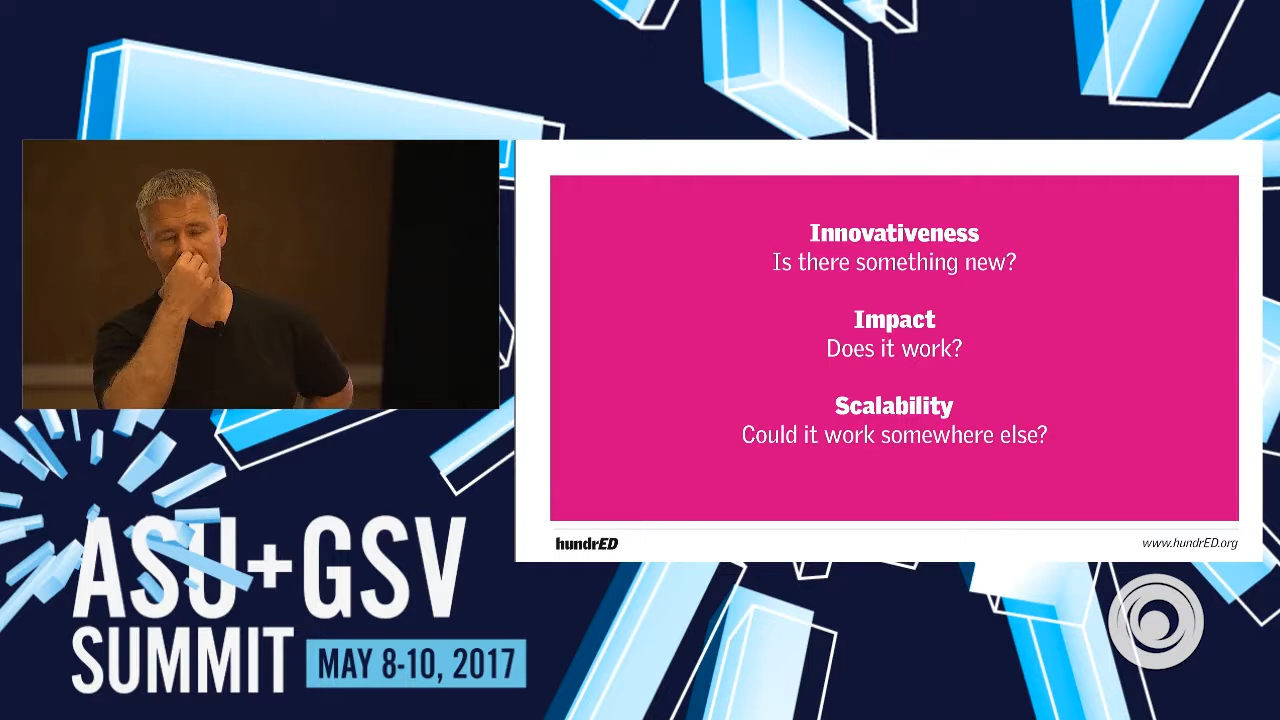 Innovativeness
Is there something new?
Impact
Does it work?
Scalability
Could it work somewhere else?
hundrED
www.hundrED.org
ASU+GSV
SUMMIT
MAY 8-10, 2017